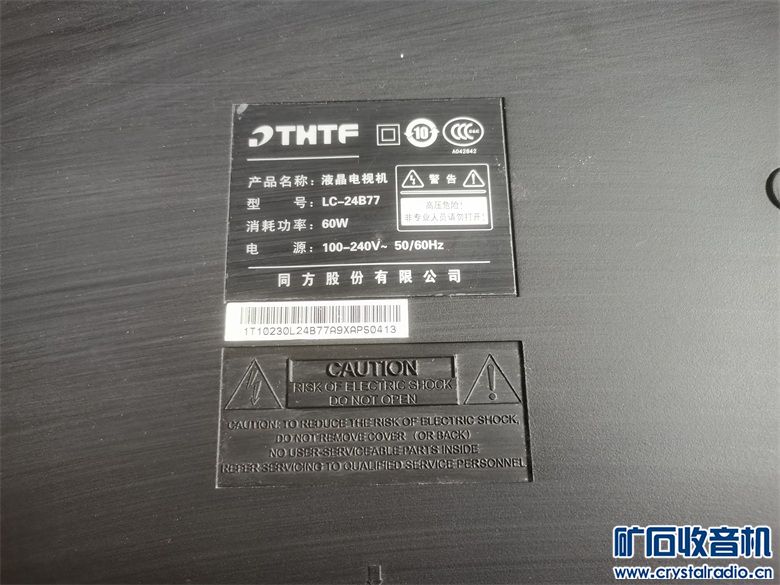 THTF
10
CCC
A042642
产品名称: 液晶电视机
型 号: LC-24B77
消耗功率: 60W
电 源: 100-240V~ 50/60Hz
警告
高压危险!
非专业人员请勿打开!
同方股份有限公司
1T10230L24B77A9XAPS0413
CAUTION
RISK OF ELECTRIC SHOCK
DO NOT OPEN
CAUTION: TO REDUCE THE RISK OF ELECTRIC SHOCK,
DO NOT REMOVE COVER (OR BACK)
NO USER-SERVICEABLE PARTS INSIDE
REFER SERVICING TO QUALIFIED SERVICE PERSONNEL
矿石收音机
www.crystalradio.cn